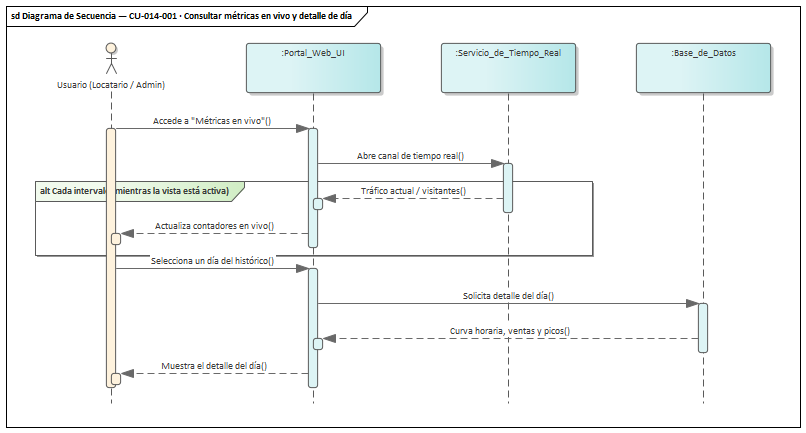 sd Diagrama de Secuencia — CU-014-001 · Consultar métricas en vivo y detalle de día
Usuario (Locatario / Admin)
:Portal_Web_UI
:Servicio_de_Tiempo_Real
:Base_de_Datos
Accede a "Métricas en vivo"()
Abre canal de tiempo real()
alt Cada intervalo (mientras la vista está activa)
Tráfico actual / visitantes()
Actualiza contadores en vivo()
Selecciona un día del histórico()
Solicita detalle del día()
Curva horaria, ventas y picos()
Muestra el detalle del día()